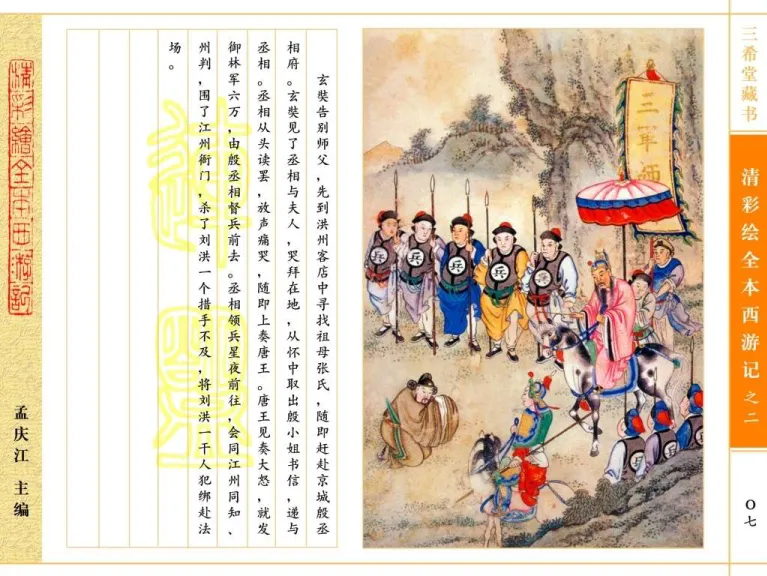 三希堂藏书
清彩绘全本西游记之二
〇七
三军司
兵
兵
兵
兵
兵
兵
兵
玄奘告别师父，先到洪州客店中寻找祖母张氏，随即赶赴京城殷丞
相府。玄奘见了丞相与夫人，哭拜在地，从怀中取出殷小姐书信，递与
丞相。丞相从头读罢，放声痛哭，随即上奏唐王。唐王见奏大怒，就发
御林军六万，由殷丞相督兵前去。丞相领兵星夜前往，会同江州同知、
州判，围了江州衙门，杀了刘洪一个措手不及，将刘洪一干人犯绑赴法
场。
清彩绘全本西游记
孟庆江 主编